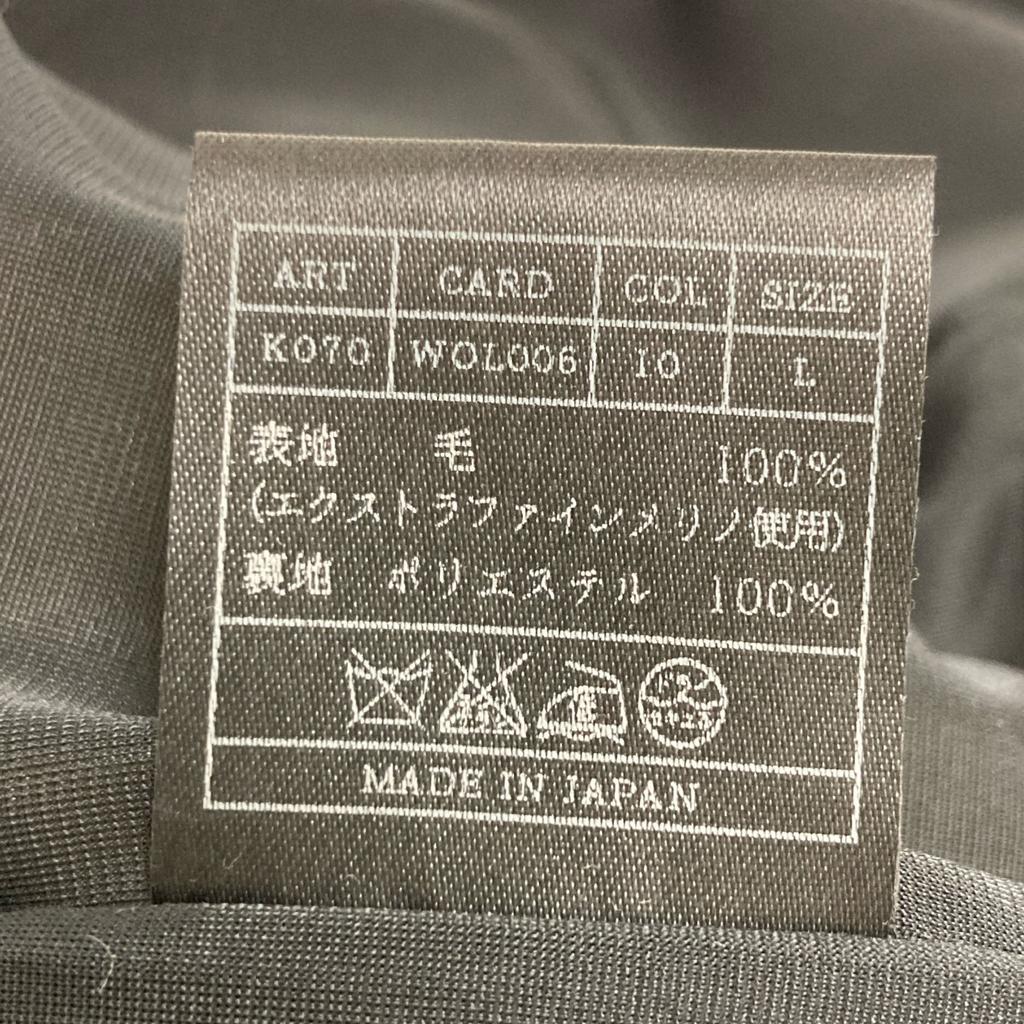 ART CARD COL SIZE
K070 WOL006 10 L
表地 毛 100%
(エクストラファインメリノ使用)
裏地 ポリエステル 100%
MADE IN JAPAN